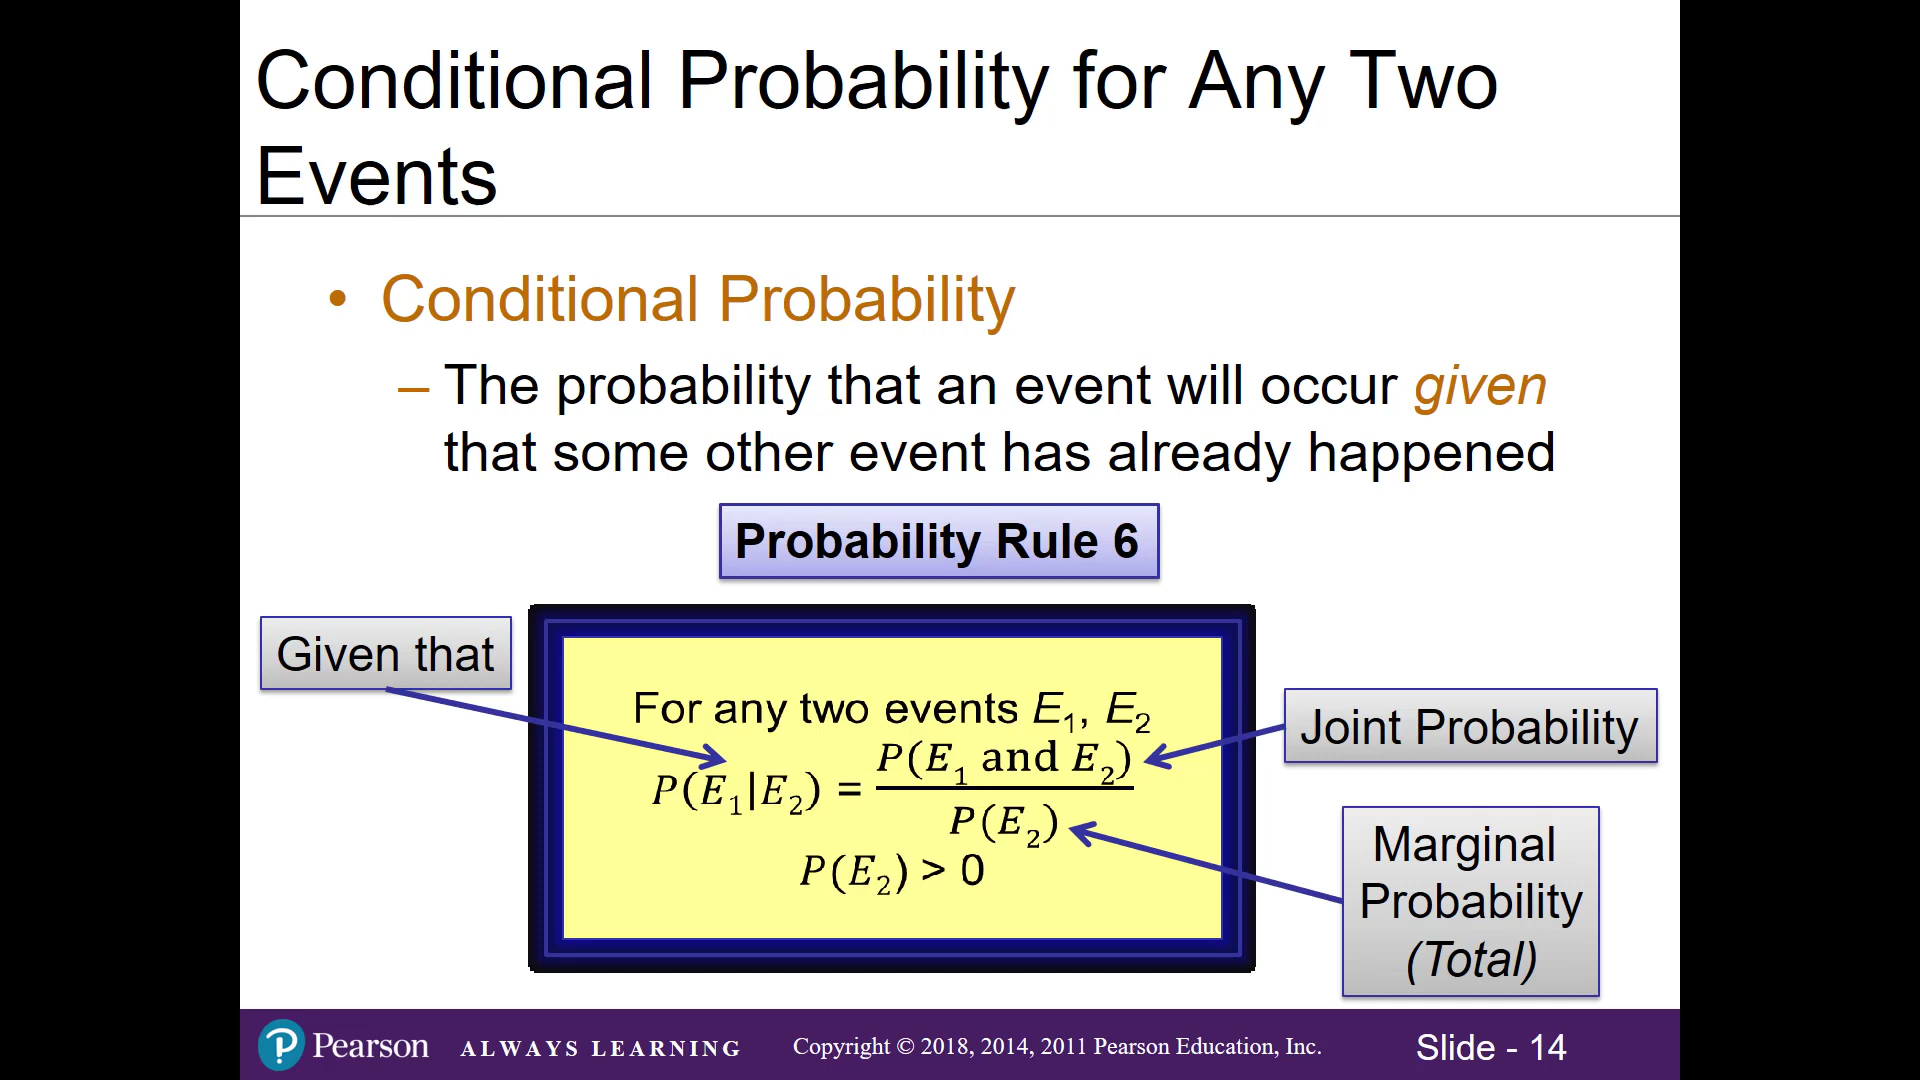 Conditional Probability for Any Two
Events
• Conditional Probability
– The probability that an event will occur given
that some other event has already happened
Probability Rule 6
Given that
For any two events E₁, E₂
P(E₁|E₂) = P(E₁ and E₂) / P(E₂)
P(E₂) > 0
Joint Probability
Marginal
Probability
(Total)
Pearson ALWAYS LEARNING Copyright © 2018, 2014, 2011 Pearson Education, Inc. Slide - 14